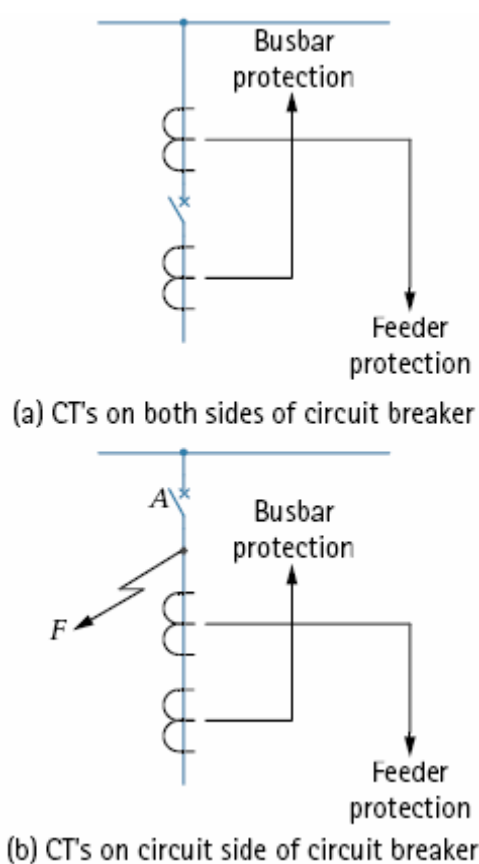 Busbar
protection
Feeder
protection
(a) CT's on both sides of circuit breaker
A
Busbar
protection
F
Feeder
protection
(b) CT's on circuit side of circuit breaker